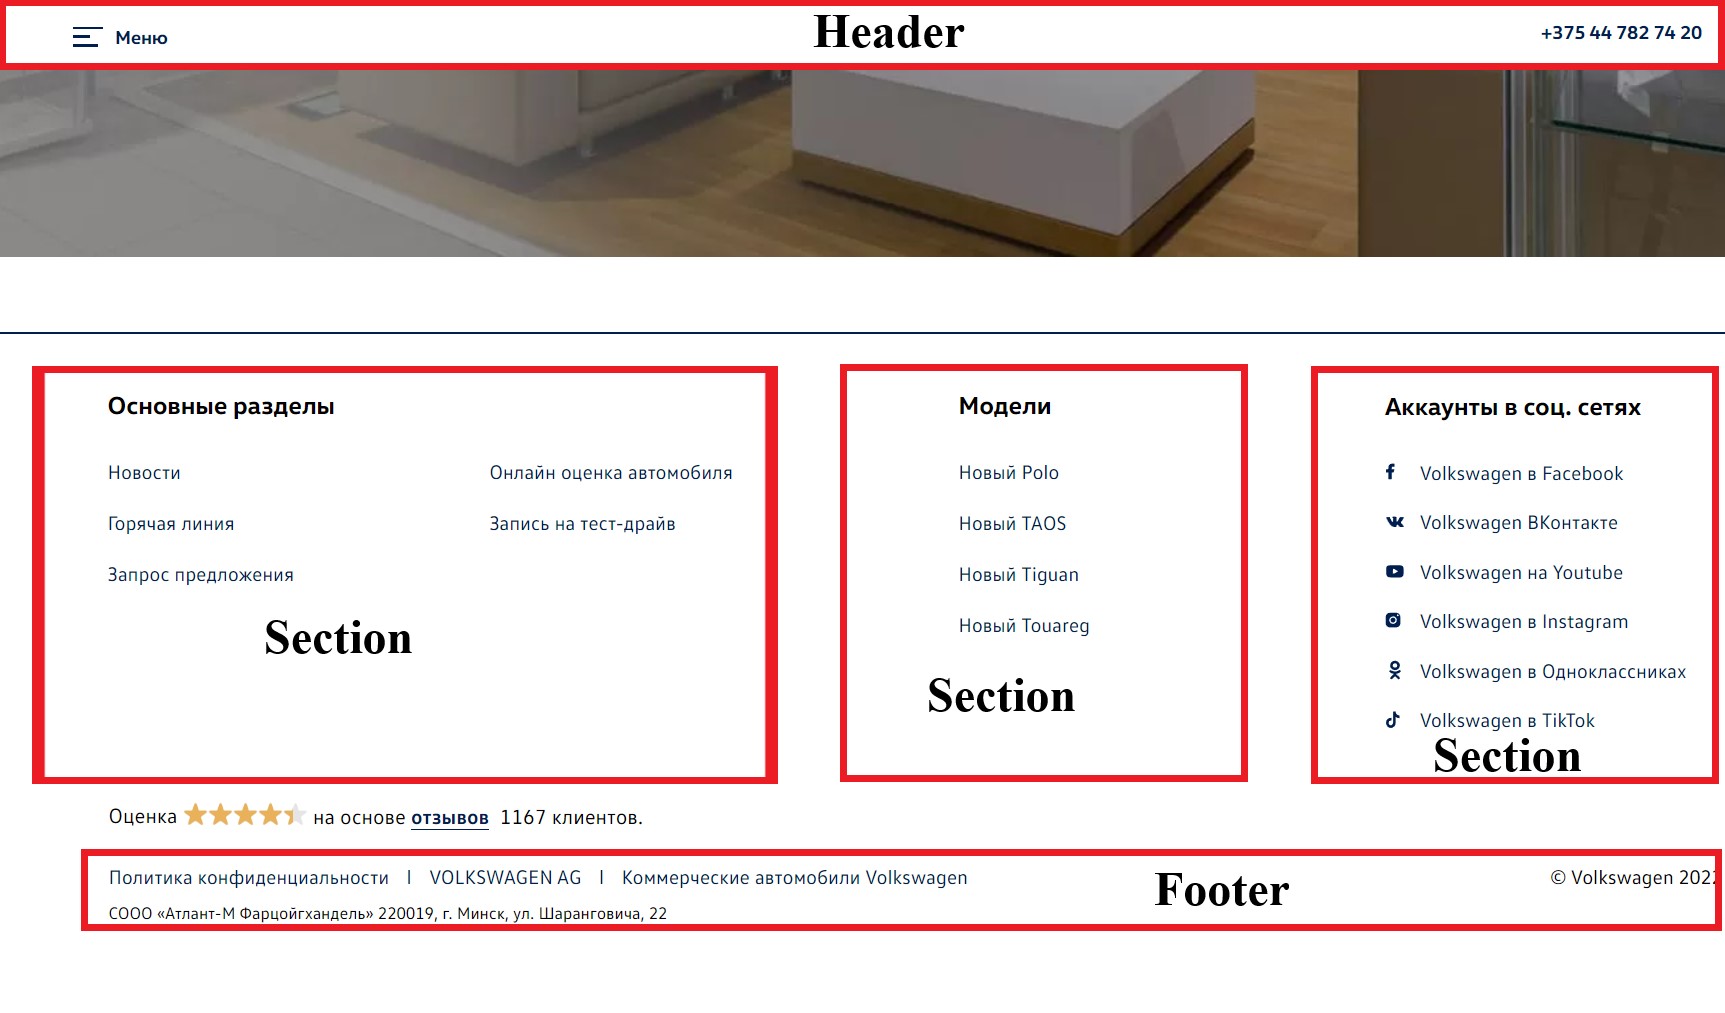 Меню
Header
+375 44 782 74 20
Основные разделы
Новости
Горячая линия
Запрос предложения
Онлайн оценка автомобиля
Запись на тест-драйв
Section
Модели
Новый Polo
Новый TAOS
Новый Tiguan
Новый Touareg
Section
Аккаунты в соц. сетях
Volkswagen в Facebook
Volkswagen ВКонтакте
Volkswagen на Youtube
Volkswagen в Instagram
Volkswagen в Одноклассниках
Volkswagen в TikTok
Section
Оценка на основе отзывов 1167 клиентов.
Политика конфиденциальности | VOLKSWAGEN AG | Коммерческие автомобили Volkswagen
Footer
© Volkswagen 2022
СООО «Атлант-М Фарцойгхандель» 220019, г. Минск, ул. Шаранговича, 22